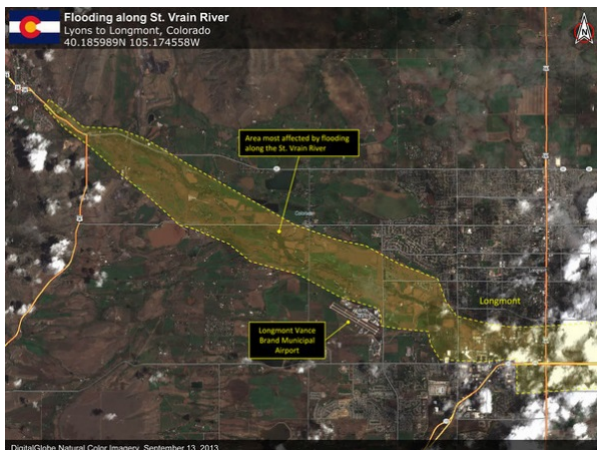 Flooding along St. Vrain River
Lyons to Longmont, Colorado
40.185989N 105.174558W
N
Area most affected by flooding
along the St. Vrain River
Longmont
Longmont Vance
Brand Municipal
Airport
DigitalGlobe Natural Color Imagery, September 13, 2013